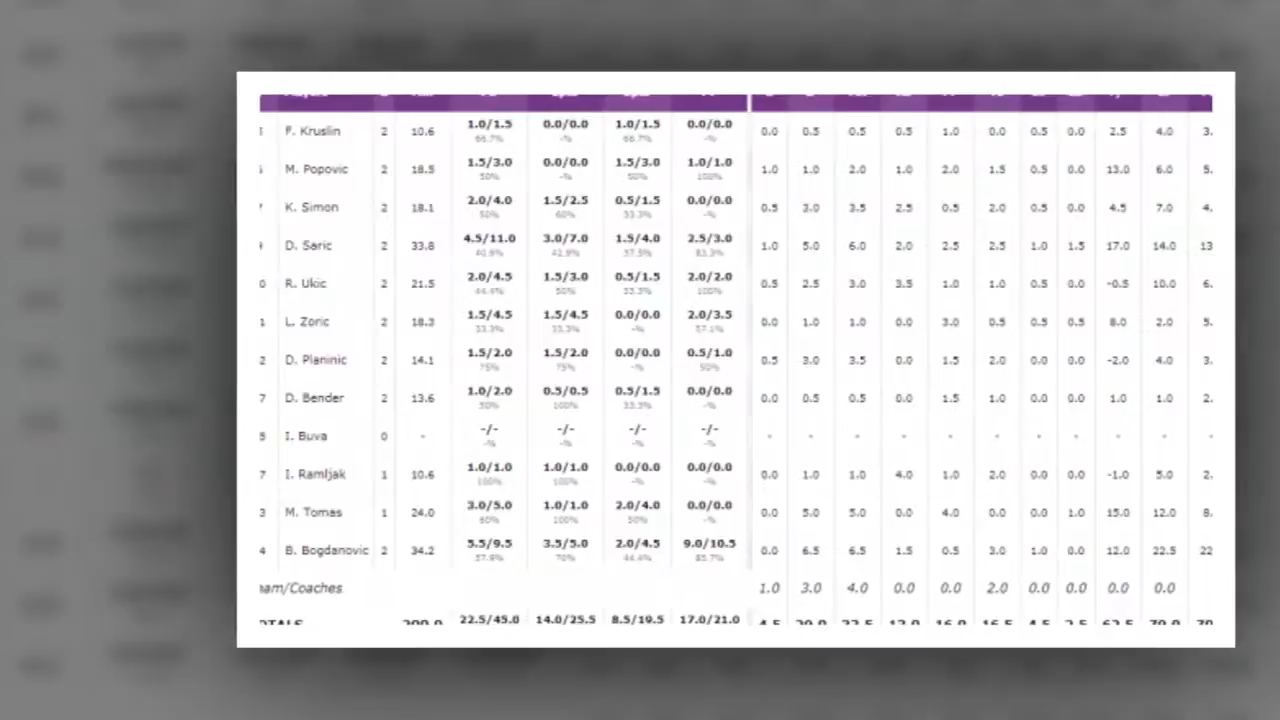 F. Kruslin 2 10.6 1.0/1.5 0.0/0.0 1.0/1.5 0.0/0.0 0.0 0.5 0.5 0.5 1.0 0.0 0.5 0.0 2.5 4.0 3.
66.7% -% 66.7% -%
M. Popovic 2 18.5 1.5/3.0 0.0/0.0 1.5/3.0 1.0/1.0 1.0 1.0 2.0 1.0 2.0 1.5 0.5 0.0 13.0 6.0 5.
50% -% 50% 100%
K. Simon 2 18.1 2.0/4.0 1.5/2.5 0.5/1.5 0.0/0.0 0.5 3.0 3.5 2.5 0.5 2.0 0.5 0.0 4.5 7.0 4.
50% 60% 33.3% -%
D. Saric 2 33.8 4.5/11.0 3.0/7.0 1.5/4.0 2.5/3.0 1.0 5.0 6.0 2.0 2.5 2.5 1.0 1.5 17.0 14.0 13
40.9% 42.9% 37.5% 83.3%
0 R. Ukic 2 21.5 2.0/4.5 1.5/3.0 0.5/1.5 2.0/2.0 0.5 2.5 3.0 3.5 1.0 1.0 0.5 0.0 -0.5 10.0 6.
44.4% 50% 33.3% 100%
1 L. Zoric 2 18.3 1.5/4.5 1.5/4.5 0.0/0.0 2.0/3.5 0.0 1.0 1.0 0.0 3.0 0.5 0.5 0.5 8.0 2.0 5.
33.3% 33.3% -% 57.1%
2 D. Planinic 2 14.1 1.5/2.0 1.5/2.0 0.0/0.0 0.5/1.0 0.5 3.0 3.5 0.0 1.5 2.0 0.0 0.0 -2.0 4.0 3.
75% 75% -% 50%
7 D. Bender 2 13.6 1.0/2.0 0.5/0.5 0.5/1.5 0.0/0.0 0.0 0.5 0.5 0.0 1.5 1.0 0.0 0.0 1.0 1.0 2.
50% 100% 33.3% -%
5 I. Buva 0 - -/- -/- -/- -/- - - - - - - - - - - -
-% -% -% -%
7 I. Ramljak 1 10.6 1.0/1.0 1.0/1.0 0.0/0.0 0.0/0.0 0.0 1.0 1.0 4.0 1.0 2.0 0.0 0.0 -1.0 5.0 2.
100% 100% -% -%
3 M. Tomas 1 24.0 3.0/5.0 1.0/1.0 2.0/4.0 0.0/0.0 0.0 5.0 5.0 0.0 4.0 0.0 0.0 1.0 15.0 12.0 8.
60% 100% 50% -%
4 B. Bogdanovic 2 34.2 5.5/9.5 3.5/5.0 2.0/4.5 9.0/10.5 0.0 6.5 6.5 1.5 0.5 3.0 1.0 0.0 12.0 22.5 22
57.9% 70% 44.4% 85.7%
am/Coaches 1.0 3.0 4.0 0.0 0.0 2.0 0.0 0.0 0.0 0.0
OTALS 200.0 22.5/45.0 14.0/25.5 8.5/19.5 17.0/21.0